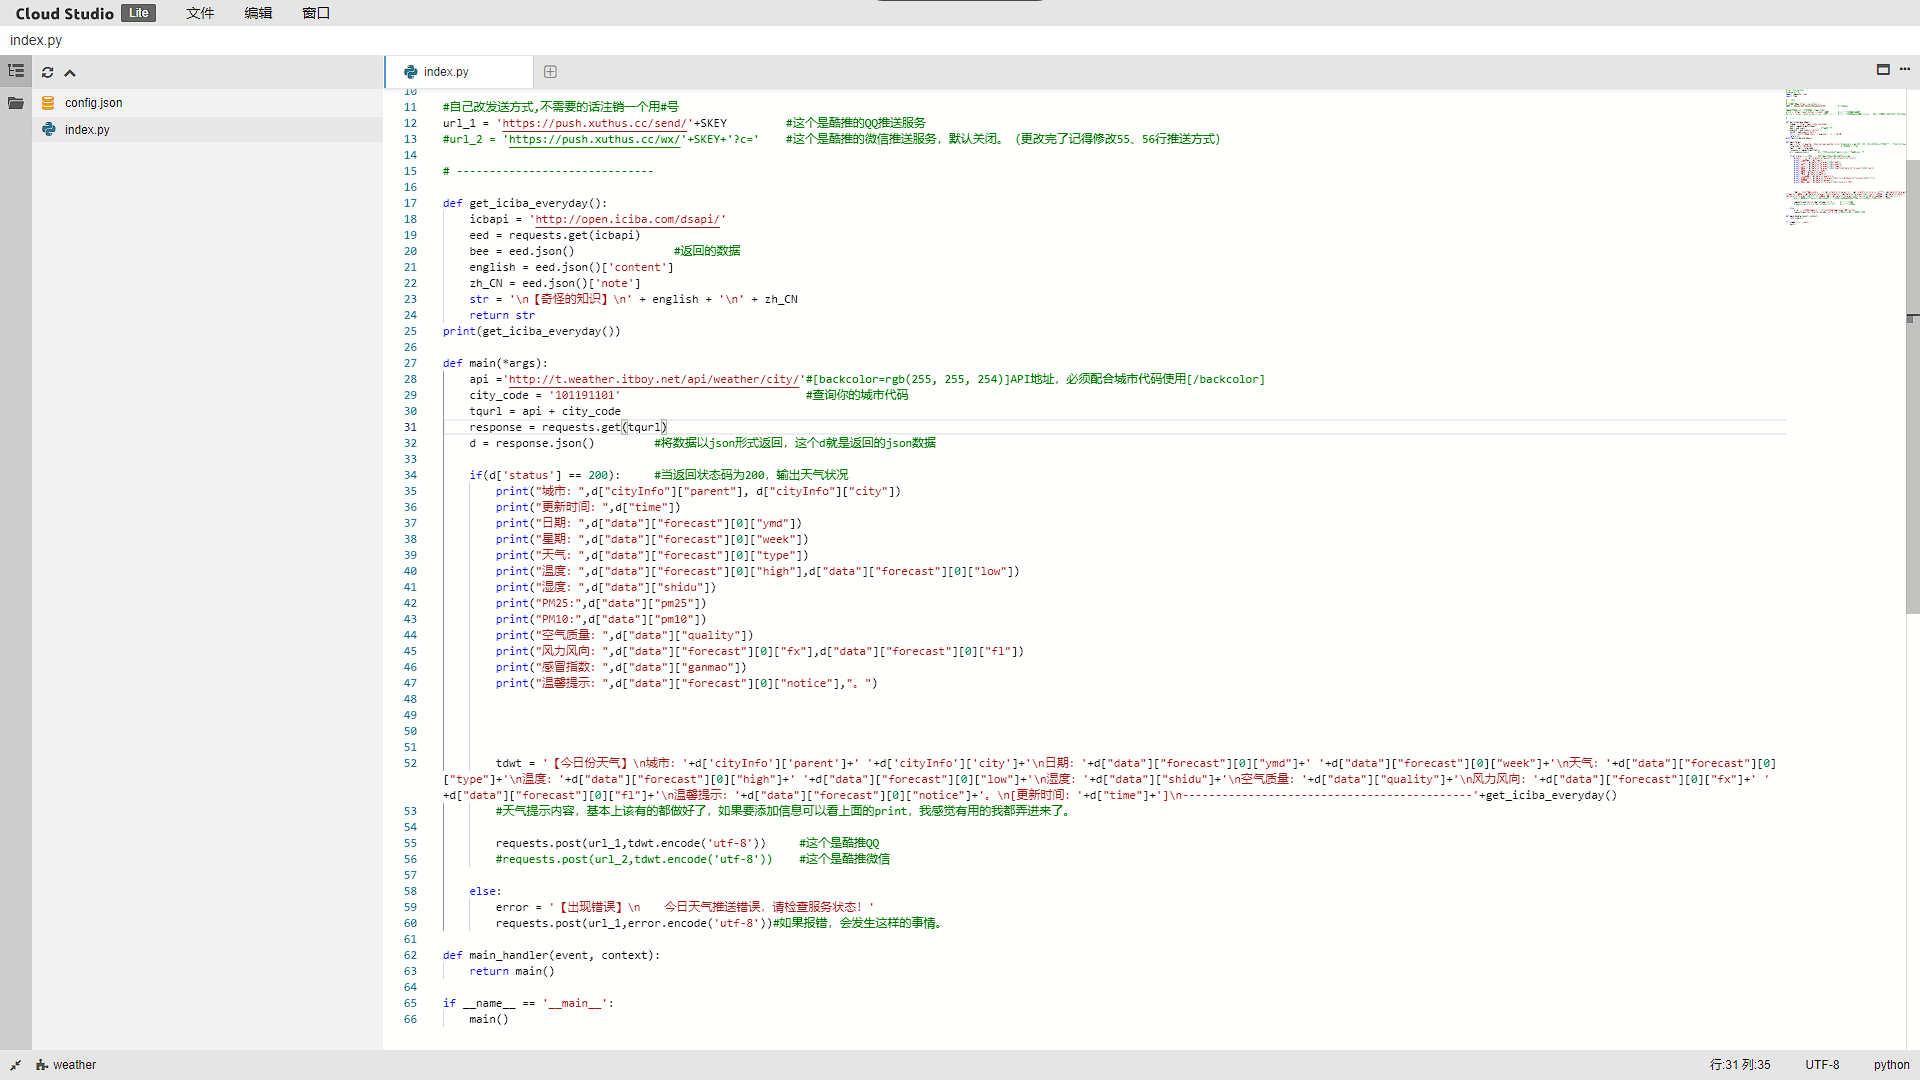 Cloud Studio Lite 文件 编辑 窗口
index.py
config.json
index.py
index.py
10
11 #自己改发送方式,不需要的话注销一个用#号
12 url_1 = 'https://push.xuthus.cc/send/'+SKEY #这个是酷推的QQ推送服务
13 #url_2 = 'https://push.xuthus.cc/wx/'+SKEY+'?c=' #这个是酷推的微信推送服务，默认关闭。（更改完了记得修改55、56行推送方式）
14
15 # ------------------------------
16
17 def get_iciba_everyday():
18 icbapi = 'http://open.iciba.com/dsapi/'
19 eed = requests.get(icbapi)
20 bee = eed.json() #返回的数据
21 english = eed.json()['content']
22 zh_CN = eed.json()['note']
23 str = '\n【奇怪的知识】\n' + english + '\n' + zh_CN
24 return str
25 print(get_iciba_everyday())
26
27 def main(*args):
28 api ='http://t.weather.itboy.net/api/weather/city/'#[backcolor=rgb(255, 255, 254)]API地址，必须配合城市代码使用[/backcolor]
29 city_code = '101191101' #查询你的城市代码
30 tqurl = api + city_code
31 response = requests.get(tqurl)
32 d = response.json() #将数据以json形式返回，这个d就是返回的json数据
33
34 if(d['status'] == 200): #当返回状态码为200，输出天气状况
35 print("城市：",d["cityInfo"]["parent"], d["cityInfo"]["city"])
36 print("更新时间：",d["time"])
37 print("日期：",d["data"]["forecast"][0]["ymd"])
38 print("星期：",d["data"]["forecast"][0]["week"])
39 print("天气：",d["data"]["forecast"][0]["type"])
40 print("温度：",d["data"]["forecast"][0]["high"],d["data"]["forecast"][0]["low"])
41 print("湿度：",d["data"]["shidu"])
42 print("PM25:",d["data"]["pm25"])
43 print("PM10:",d["data"]["pm10"])
44 print("空气质量：",d["data"]["quality"])
45 print("风力风向：",d["data"]["forecast"][0]["fx"],d["data"]["forecast"][0]["fl"])
46 print("感冒指数：",d["data"]["ganmao"])
47 print("温馨提示：",d["data"]["forecast"][0]["notice"],"。")
48
49
50
51
52 tdwt = '【今日份天气】\n城市：'+d['cityInfo']['parent']+' '+d['cityInfo']['city']+'\n日期：'+d["data"]["forecast"][0]["ymd"]+' '+d["data"]["forecast"][0]["week"]+'\n天气：'+d["data"]["forecast"][0]
["type"]+'\n温度：'+d["data"]["forecast"][0]["high"]+' '+d["data"]["forecast"][0]["low"]+'\n湿度：'+d["data"]["shidu"]+'\n空气质量：'+d["data"]["quality"]+'\n风力风向：'+d["data"]["forecast"][0]["fx"]+' '
+d["data"]["forecast"][0]["fl"]+'\n温馨提示：'+d["data"]["forecast"][0]["notice"]+'。\n[更新时间：'+d["time"]+']\n--------------------------------------------'+get_iciba_everyday()
53 #天气提示内容，基本上该有的都做好了，如果要添加信息可以看上面的print，我感觉有用的我都弄进来了。
54
55 requests.post(url_1,tdwt.encode('utf-8')) #这个是酷推QQ
56 #requests.post(url_2,tdwt.encode('utf-8')) #这个是酷推微信
57
58 else:
59 error = '【出现错误】\n 今日天气推送错误，请检查服务状态！'
60 requests.post(url_1,error.encode('utf-8'))#如果报错，会发生这样的事情。
61
62 def main_handler(event, context):
63 return main()
64
65 if __name__ == '__main__':
66 main()
weather 行:31 列:35 UTF-8 python